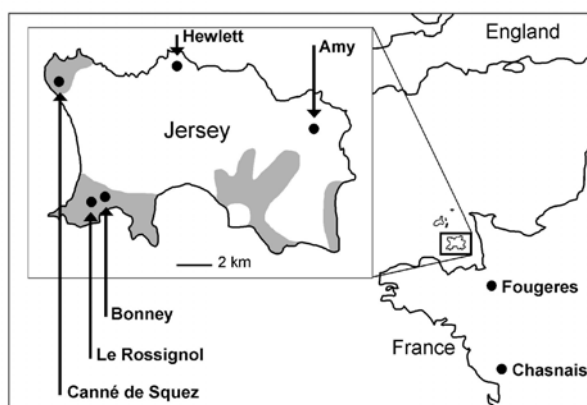 England
Hewlett
Amy
Jersey
2 km
Bonney
Le Rossignol
Canné de Squez
Fougeres
France
Chasnais